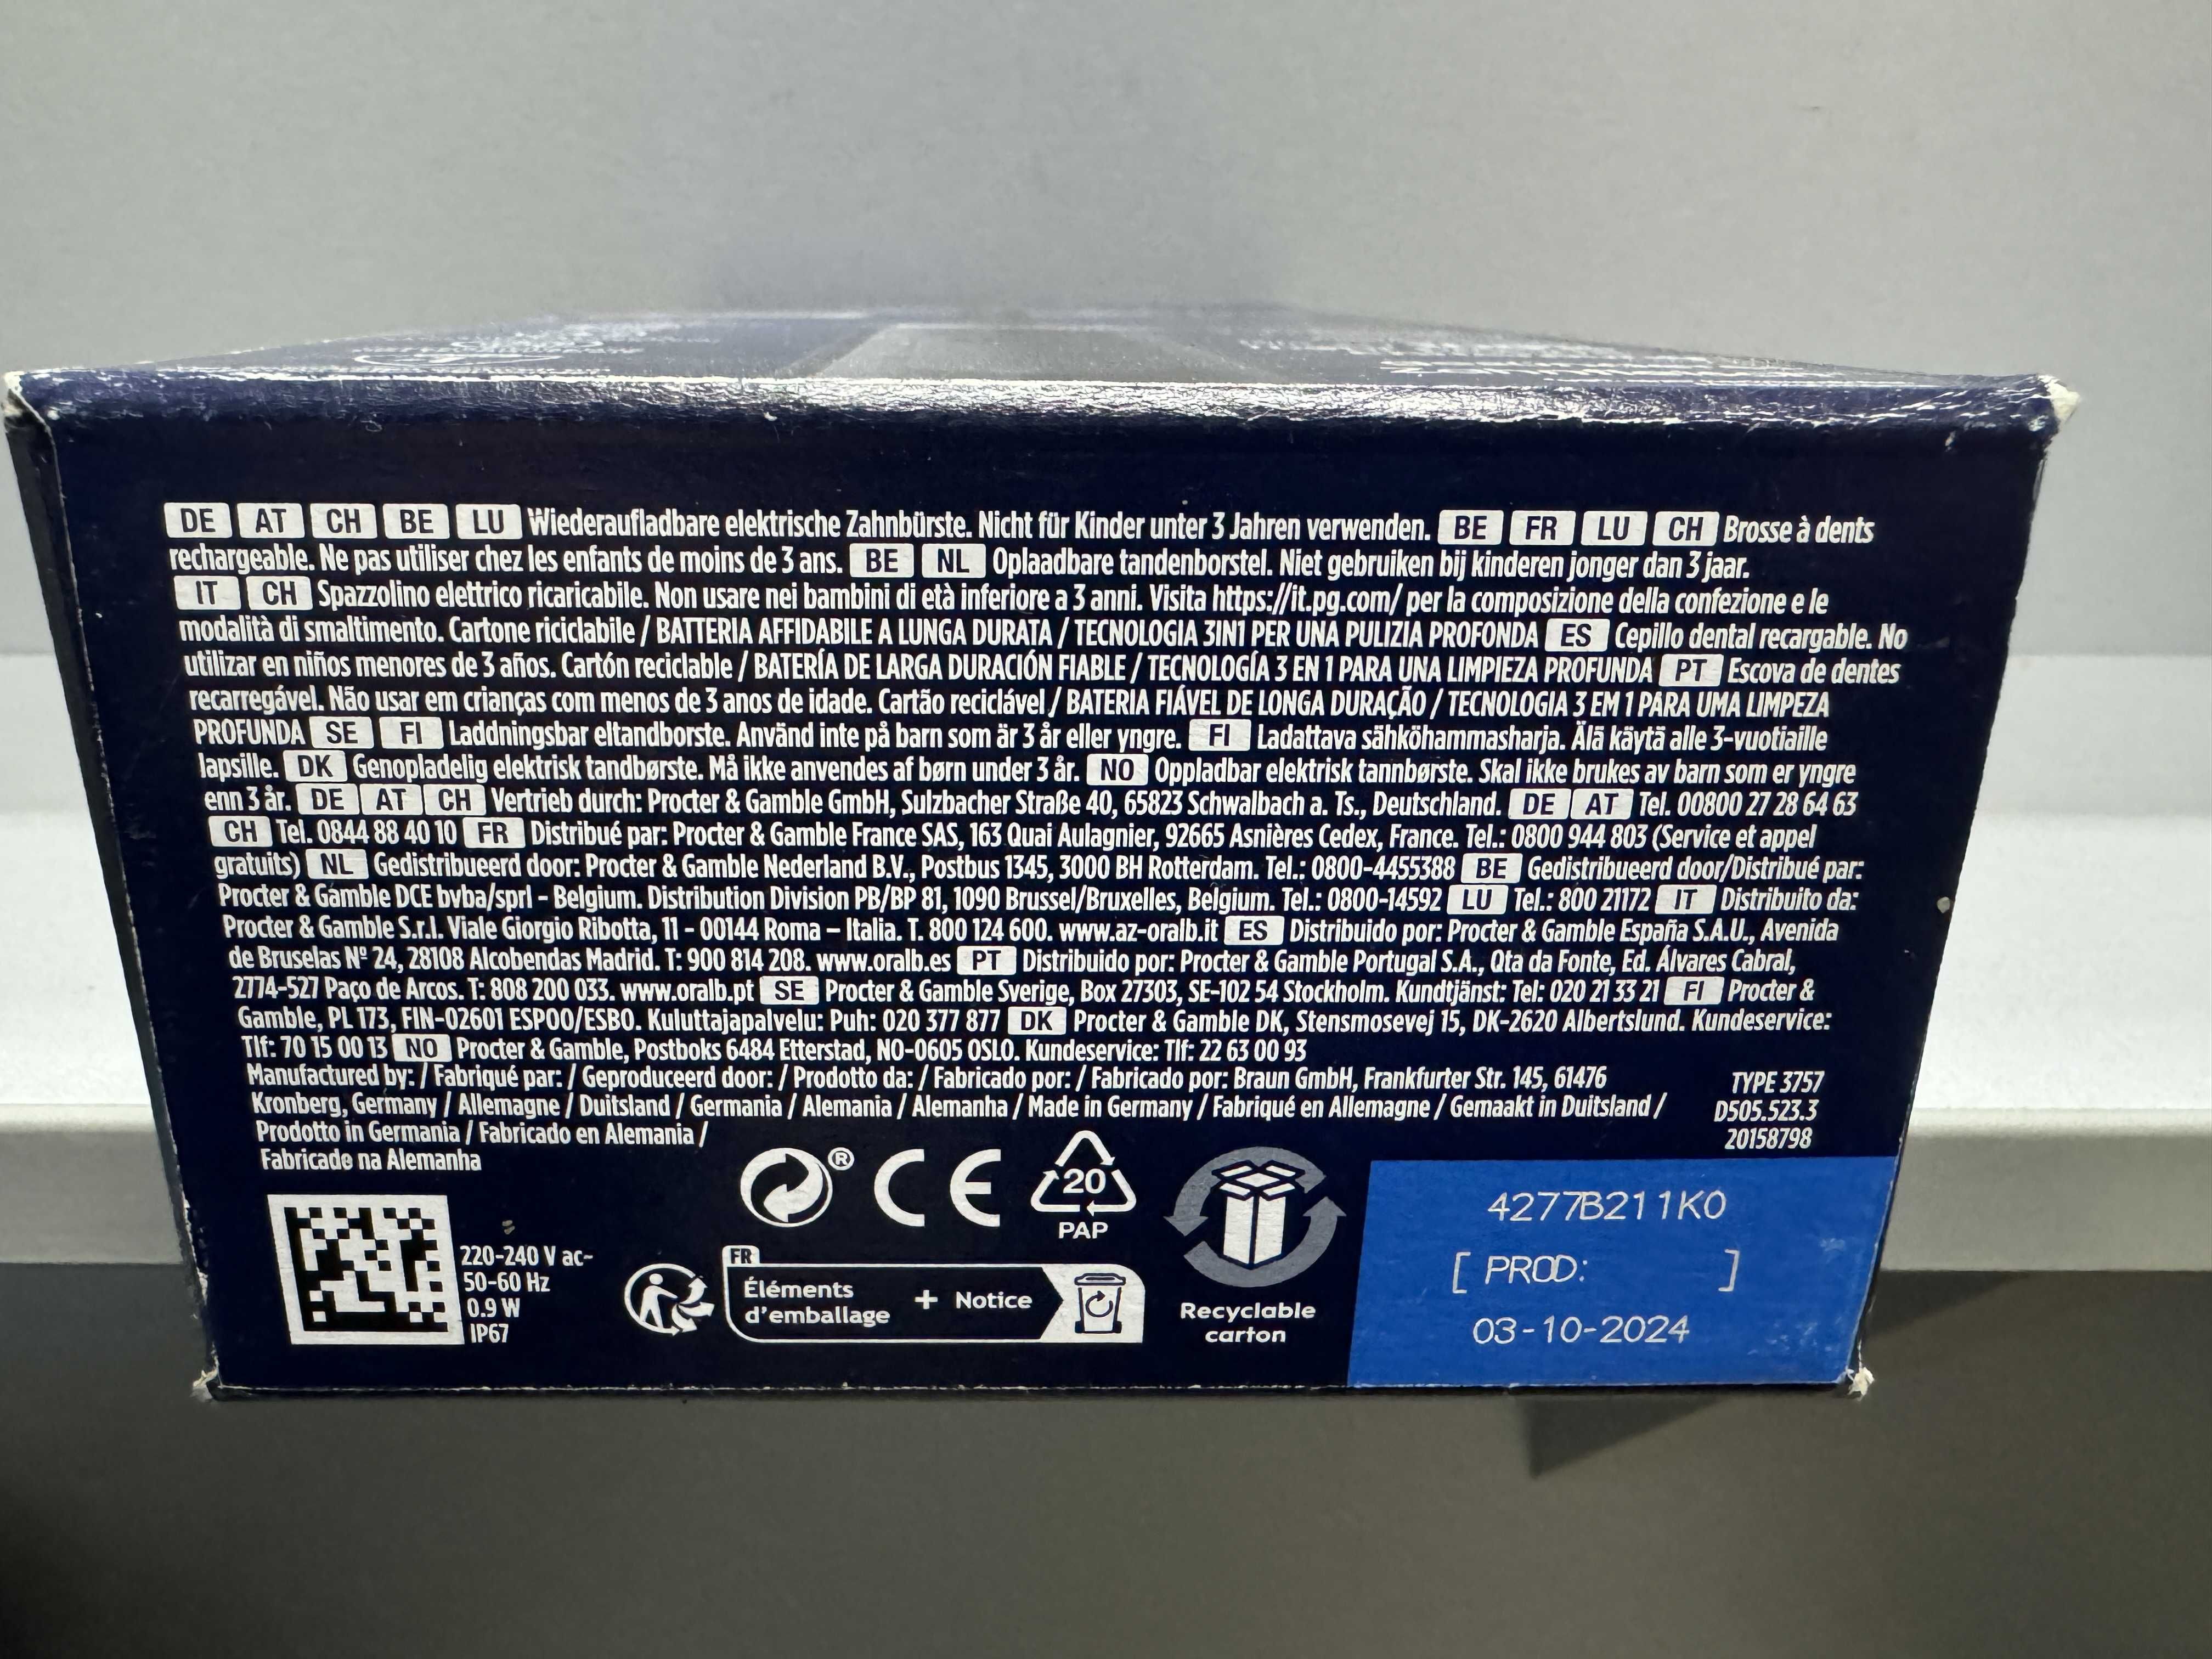 DE AT CH BE LU Wiederaufladbare elektrische Zahnbürste. Nicht für Kinder unter 3 Jahren verwenden. BE FR LU CH Brosse à dents
rechargeable. Ne pas utiliser chez les enfants de moins de 3 ans. BE NL Oplaadbare tandenborstel. Niet gebruiken bij kinderen jonger dan 3 jaar.
IT CH Spazzolino elettrico ricaricabile. Non usare nei bambini di età inferiore a 3 anni. Visita https://it.pg.com/ per la composizione della confezione e le
modalità di smaltimento. Cartone riciclabile / BATTERIA AFFIDABILE A LUNGA DURATA / TECNOLOGIA 3IN1 PER UNA PULIZIA PROFONDA ES Cepillo dental recargable. No
utilizar en niños menores de 3 años. Cartón reciclable / BATERÍA DE LARGA DURACIÓN FIABLE / TECNOLOGÍA 3 EN 1 PARA UNA LIMPIEZA PROFUNDA PT Escova de dentes
recarregável. Não usar em crianças com menos de 3 anos de idade. Cartão reciclável / BATERIA FIÁVEL DE LONGA DURAÇÃO / TECNOLOGIA 3 EM 1 PARA UMA LIMPEZA
PROFUNDA SE FI Laddningsbar eltandborste. Använd inte på barn som är 3 år eller yngre. FI Ladattava sähköhammasharja. Älä käytä alle 3-vuotiaille
lapsille. DK Genopladelig elektrisk tandbørste. Må ikke anvendes af børn under 3 år. NO Oppladbar elektrisk tannbørste. Skal ikke brukes av barn som er yngre
enn 3 år. DE AT CH Vertrieb durch: Procter & Gamble GmbH, Sulzbacher Straße 40, 65823 Schwalbach a. Ts., Deutschland. DE AT Tel. 00800 27 28 64 63
CH Tel. 0844 88 40 10 FR Distribué par: Procter & Gamble France SAS, 163 Quai Aulagnier, 92665 Asnières Cedex, France. Tel.: 0800 944 803 (Service et appel
gratuits) NL Gedistribueerd door: Procter & Gamble Nederland B.V., Postbus 1345, 3000 BH Rotterdam. Tel.: 0800-4455388 BE Gedistribueerd door/Distribué par:
Procter & Gamble DCE bvba/sprl - Belgium. Distribution Division PB/BP 81, 1090 Brussel/Bruxelles, Belgium. Tel.: 0800-14592 LU Tel.: 800 21172 IT Distribuito da:
Procter & Gamble S.r.l. Viale Giorgio Ribotta, 11 - 00144 Roma – Italia. T. 800 124 600. www.az-oralb.it ES Distribuido por: Procter & Gamble España S.A.U., Avenida
de Bruselas Nº 24, 28108 Alcobendas Madrid. T: 900 814 208. www.oralb.es PT Distribuido por: Procter & Gamble Portugal S.A., Qta da Fonte, Ed. Álvares Cabral,
2774-527 Paço de Arcos. T: 808 200 033. www.oralb.pt SE Procter & Gamble Sverige, Box 27303, SE-102 54 Stockholm. Kundtjänst: Tel: 020 21 33 21 FI Procter &
Gamble, PL 173, FIN-02601 ESPOO/ESBO. Kuluttajapalvelu: Puh: 020 377 877 DK Procter & Gamble DK, Stensmosevej 15, DK-2620 Albertslund. Kundeservice:
Tlf: 70 15 00 13 NO Procter & Gamble, Postboks 6484 Etterstad, NO-0605 OSLO. Kundeservice: Tlf: 22 63 00 93
Manufactured by: / Fabriqué par: / Geproduceerd door: / Prodotto da: / Fabricado por: / Fabricado por: Braun GmbH, Frankfurter Str. 145, 61476
Kronberg, Germany / Allemagne / Duitsland / Germania / Alemania / Alemanha / Made in Germany / Fabriqué en Allemagne / Gemaakt in Duitsland /
Prodotto in Germania / Fabricado en Alemania /
Fabricade na Alemanha
TYPE 3757
D505.523.3
20158798
® CE 20
PAP
220-240 V ac~
50-60 Hz
0.9 W
IP67
FR
Éléments
d'emballage + Notice
Recyclable
carton
4277B211K0
[ PROD: ]
03-10-2024